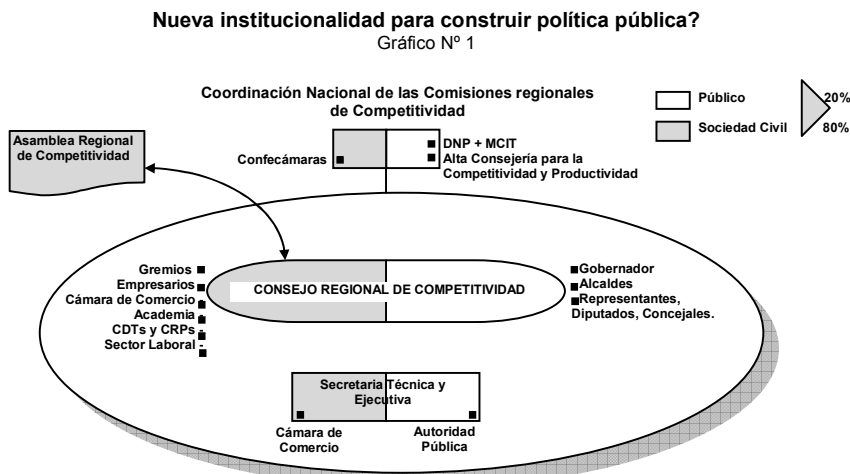 Nueva institucionalidad para construir política pública?
Gráfico Nº 1
Coordinación Nacional de las Comisiones regionales
de Competitividad
Público
20%
Sociedad Civil
80%
Asamblea Regional
de Competitividad
Confecámaras
DNP + MCIT
Alta Consejería para la
Competitividad y Productividad
Gremios
Empresarios
Cámara de Comercio
Academia
CDTs y CRPs -
Sector Laboral -
CONSEJO REGIONAL DE COMPETITIVIDAD
Gobernador
Alcaldes
Representantes,
Diputados, Concejales.
Secretaria Técnica y
Ejecutiva
Cámara de
Comercio
Autoridad
Pública